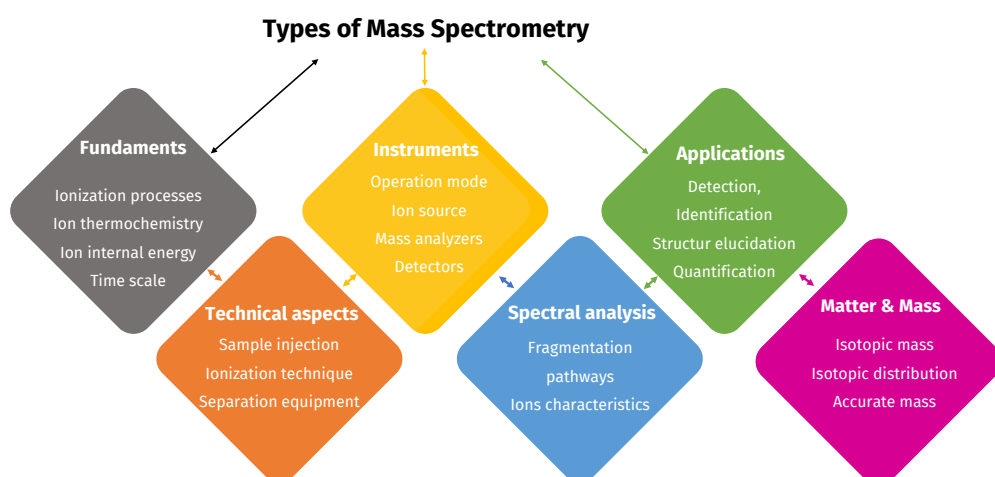 Types of Mass Spectrometry
Fundaments
Ionization processes
Ion thermochemistry
Ion internal energy
Time scale
Technical aspects
Sample injection
Ionization technique
Separation equipment
Instruments
Operation mode
Ion source
Mass analyzers
Detectors
Spectral analysis
Fragmentation
pathways
Ions characteristics
Applications
Detection,
Identification
Structur elucidation
Quantification
Matter & Mass
Isotopic mass
Isotopic distribution
Accurate mass